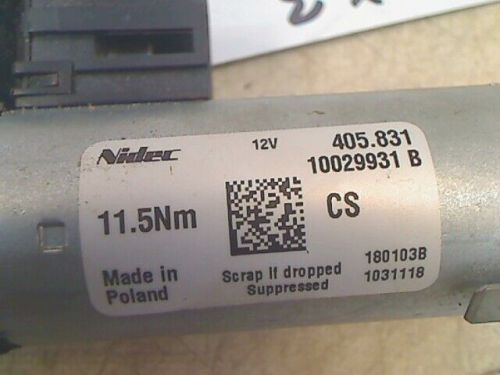 Nidec 12V 405.831
10029931 B
11.5Nm CS
180103B
Made in Scrap If dropped 1031118
Poland Suppressed